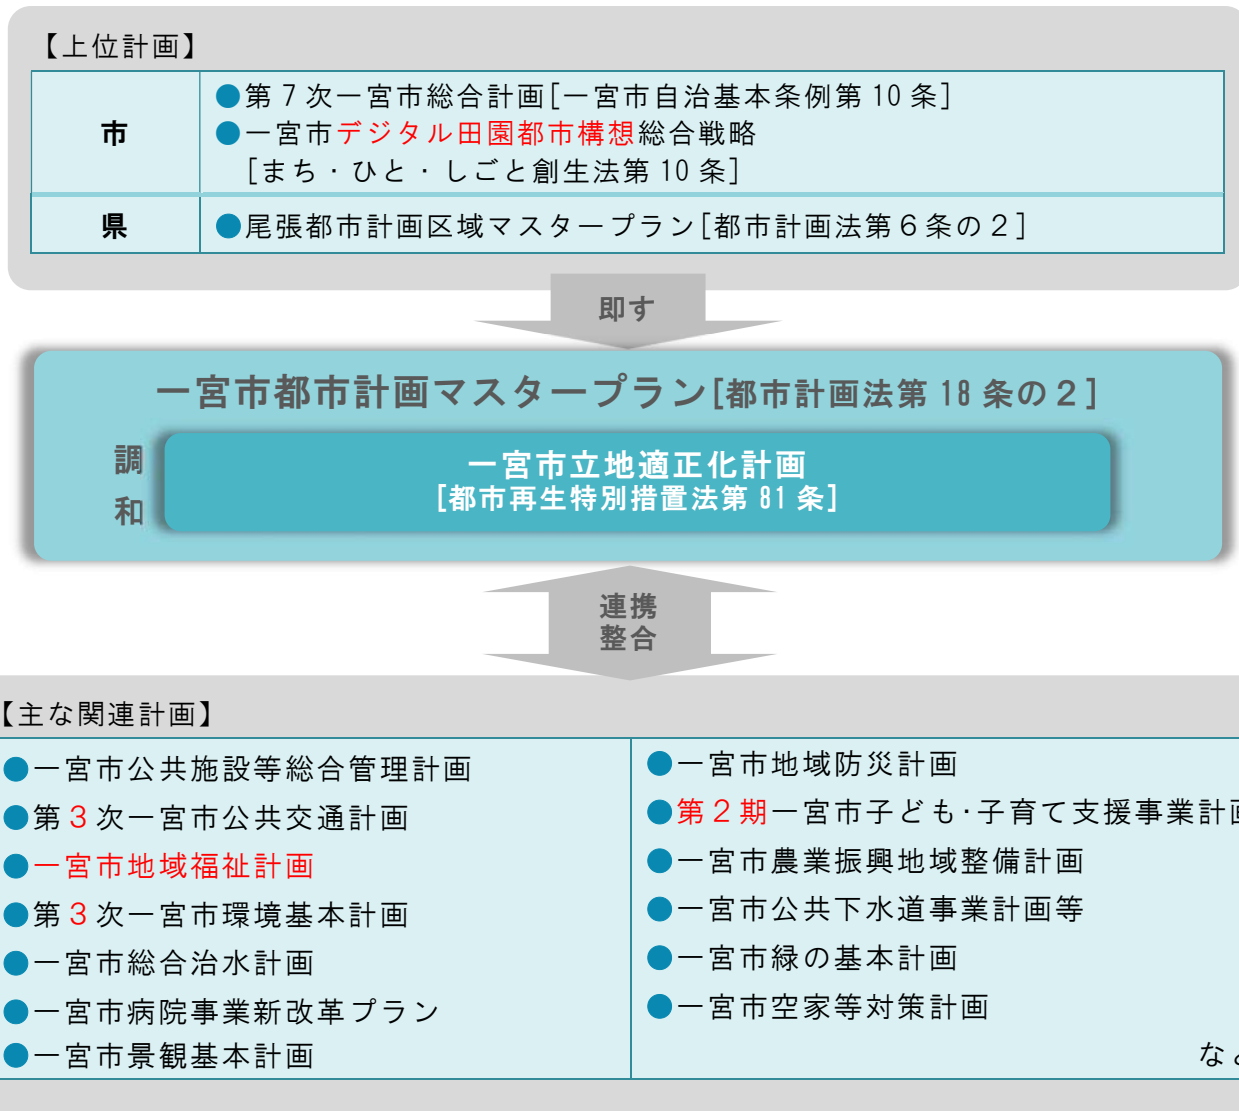 【上位計画】
市
●第７次一宮市総合計画[一宮市自治基本条例第10条]
●一宮市デジタル田園都市構想総合戦略
[まち・ひと・しごと創生法第10条]
県
●尾張都市計画区域マスタープラン[都市計画法第６条の２]
即す
一宮市都市計画マスタープラン[都市計画法第18条の２]
調和
一宮市立地適正化計画
[都市再生特別措置法第81条]
連携
整合
【主な関連計画】
●一宮市公共施設等総合管理計画
●第３次一宮市公共交通計画
●一宮市地域福祉計画
●第３次一宮市環境基本計画
●一宮市総合治水計画
●一宮市病院事業新改革プラン
●一宮市景観基本計画
●一宮市地域防災計画
●第２期一宮市子ども･子育て支援事業計画
●一宮市農業振興地域整備計画
●一宮市公共下水道事業計画等
●一宮市緑の基本計画
●一宮市空家等対策計画
など